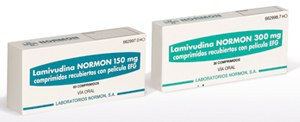 Lamivudina NORMON 150 mg
comprimidos recubiertos con película EFG
VÍA ORAL
LABORATORIOS NORMON, S.A.
Lamivudina NORMON 300 mg
comprimidos recubiertos con película EFG
VÍA ORAL
LABORATORIOS NORMON, S.A.